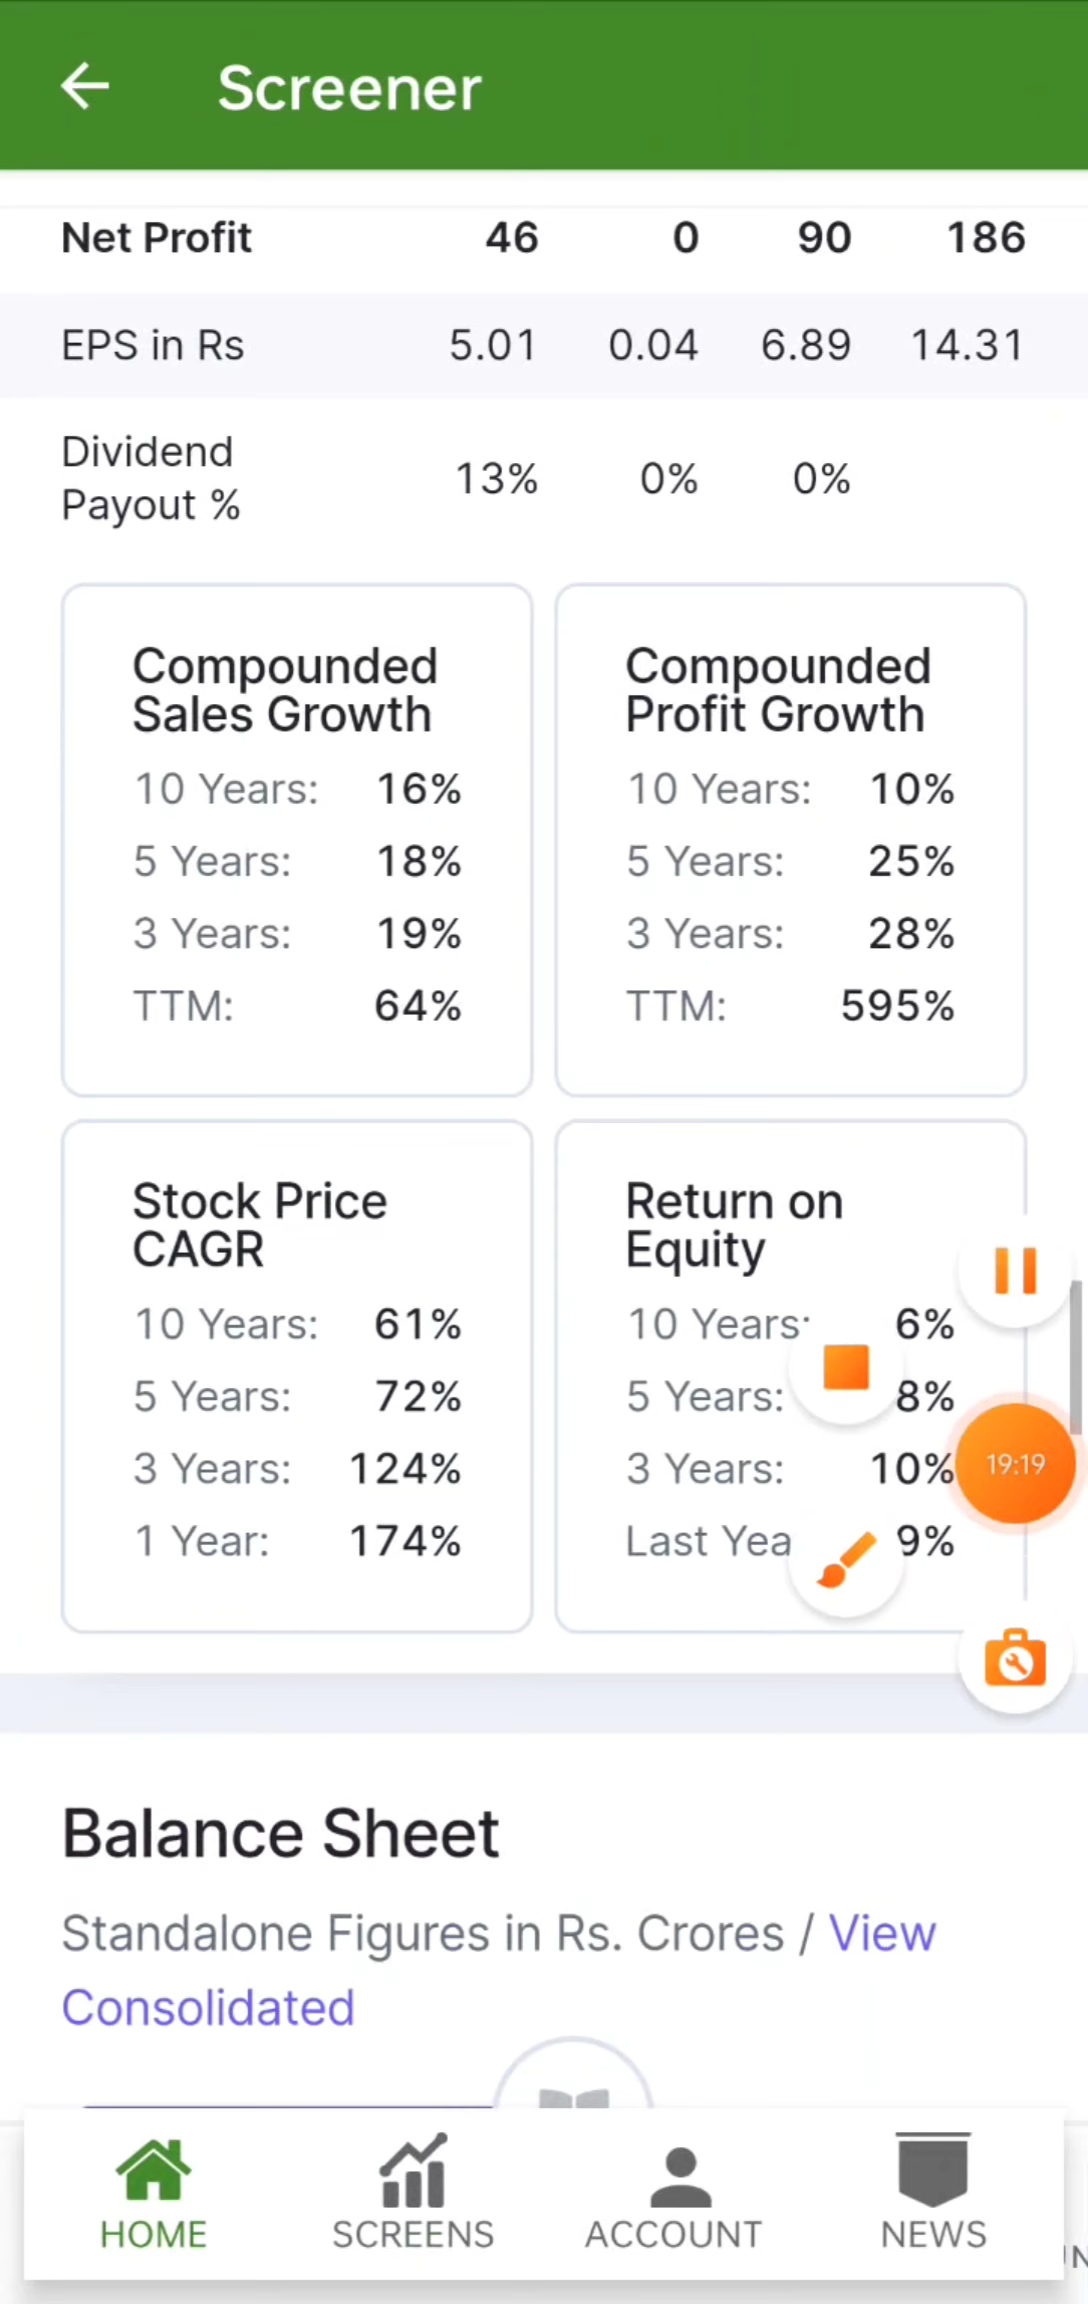 Screener
Net Profit 46 0 90 186
EPS in Rs 5.01 0.04 6.89 14.31
Dividend
Payout % 13% 0% 0%
Compounded
Sales Growth
10 Years: 16%
5 Years: 18%
3 Years: 19%
TTM: 64%
Compounded
Profit Growth
10 Years: 10%
5 Years: 25%
3 Years: 28%
TTM: 595%
Stock Price
CAGR
10 Years: 61%
5 Years: 72%
3 Years: 124%
1 Year: 174%
Return on
Equity
10 Years: 6%
5 Years: 8%
3 Years: 10%
Last Yea 9%
19:19
Balance Sheet
Standalone Figures in Rs. Crores / View
Consolidated
HOME SCREENS ACCOUNT NEWS